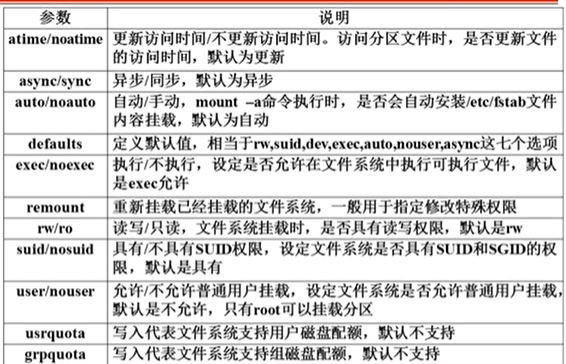 参数 说明
atime/noatime 更新访问时间/不更新访问时间。访问分区文件时，是否更新文件
的访问时间，默认为更新
async/sync 异步/同步，默认为异步
auto/noauto 自动/手动，mount –a命令执行时，是否会自动安装/etc/fstab文件
内容挂载，默认为自动
defaults 定义默认值，相当于rw,suid,dev,exec,auto,nouser,async这七个选项
exec/noexec 执行/不执行，设定是否允许在文件系统中执行可执行文件，默认
是exec允许
remount 重新挂载已经挂载的文件系统，一般用于指定修改特殊权限
rw/ro 读写/只读，文件系统挂载时，是否具有读写权限，默认是rw
suid/nosuid 具有/不具有SUID权限，设定文件系统是否具有SUID和SGID的权
限，默认是具有
user/nouser 允许/不允许普通用户挂载，设定文件系统是否允许普通用户挂载，
默认是不允许，只有root可以挂载分区
usrquota 写入代表文件系统支持用户磁盘配额，默认不支持
grpquota 写入代表文件系统支持组磁盘配额，默认不支持